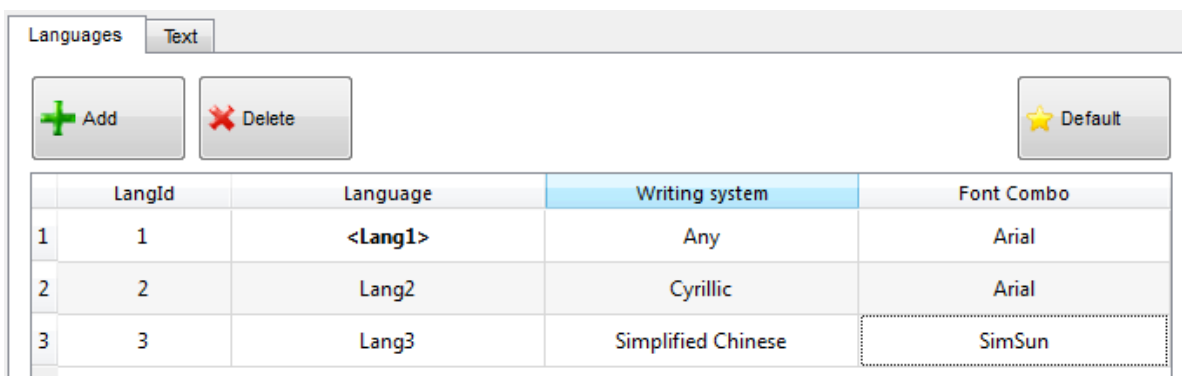 Languages Text
Add Delete Default
LangId Language Writing system Font Combo
1 1 <Lang1> Any Arial
2 2 Lang2 Cyrillic Arial
3 3 Lang3 Simplified Chinese SimSun